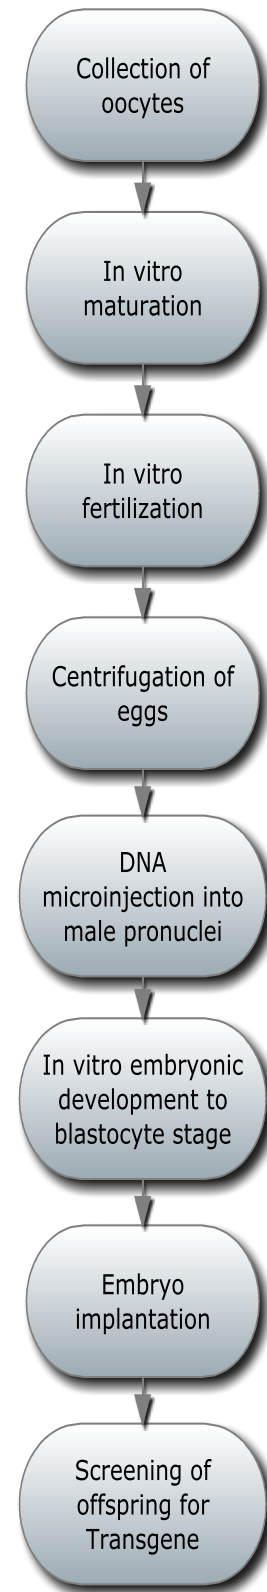 Collection of
oocytes
In vitro
maturation
In vitro
fertilization
Centrifugation of
eggs
DNA
microinjection into
male pronuclei
In vitro embryonic
development to
blastocyte stage
Embryo
implantation
Screening of
offspring for
Transgene